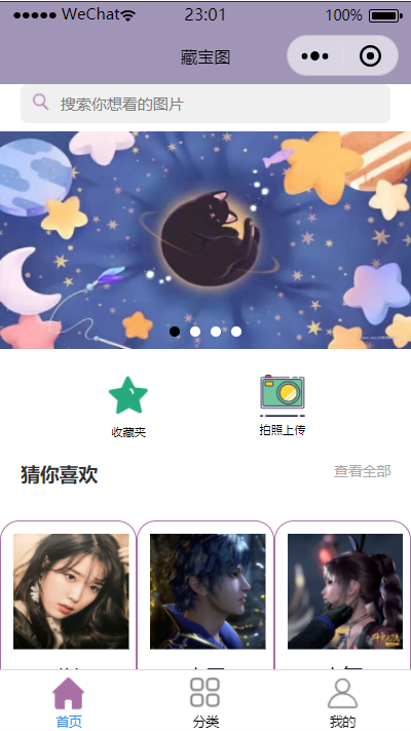 WeChat 23:01 100%
藏宝图
搜索你想看的图片
收藏夹 拍照上传
猜你喜欢 查看全部
首页 分类 我的